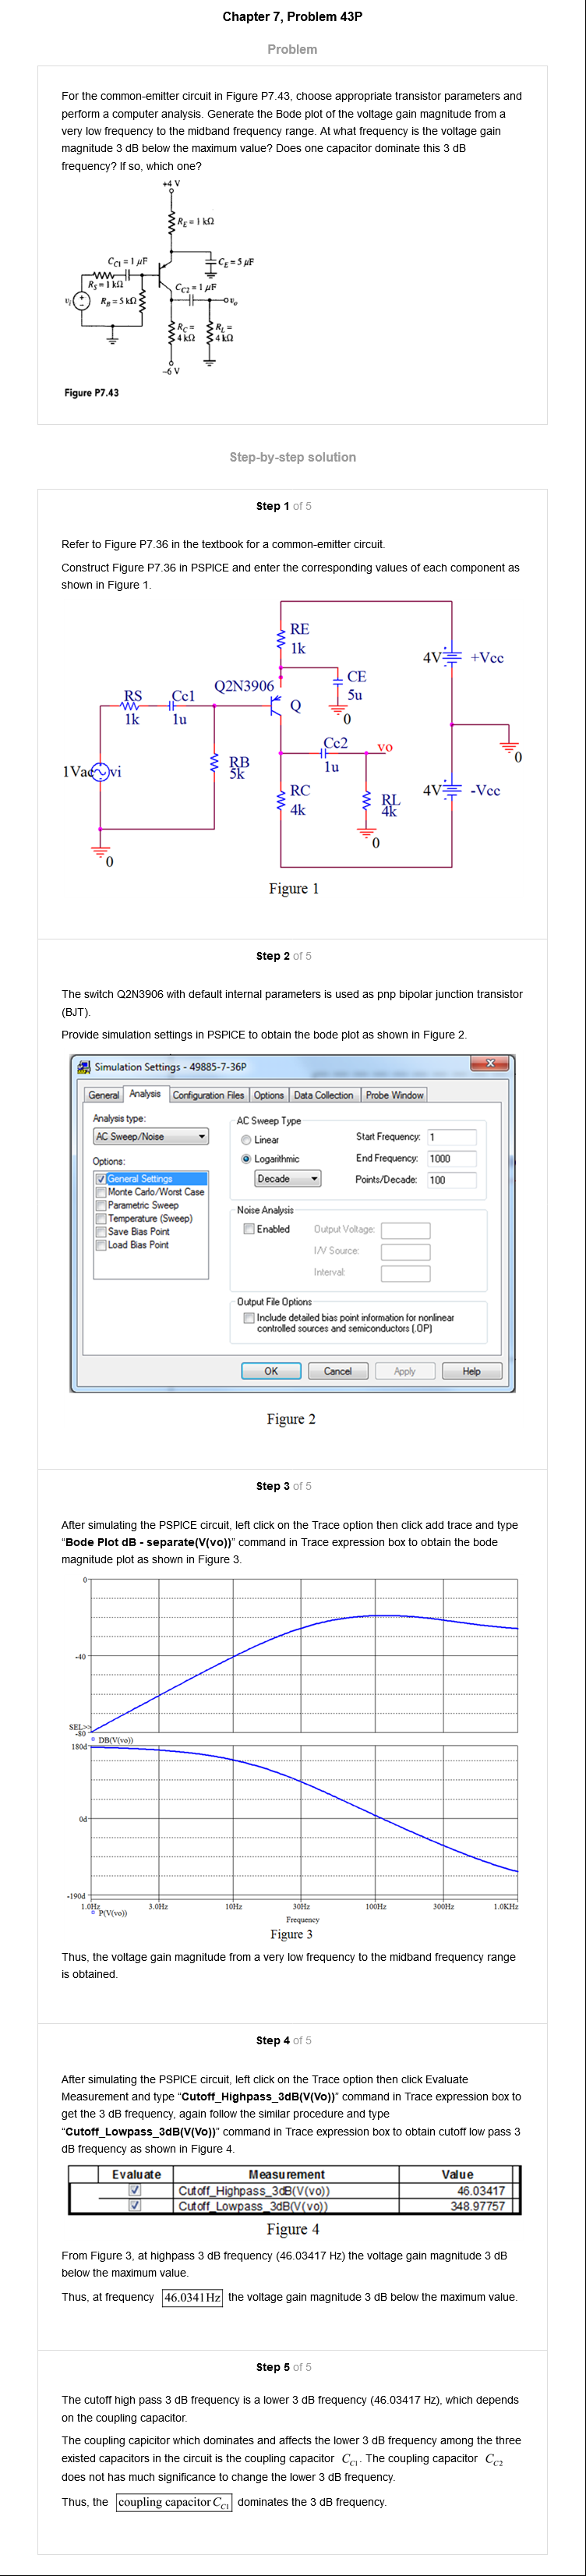 Chapter 7, Problem 43P
Problem
For the common-emitter circuit in Figure P7.43, choose appropriate transistor parameters and
perform a computer analysis. Generate the Bode plot of the voltage gain magnitude from a
very low frequency to the midband frequency range. At what frequency is the voltage gain
magnitude 3 dB below the maximum value? Does one capacitor dominate this 3 dB
frequency? If so, which one?
+4 V
R_E = 1 kΩ
C_C1 = 1 μF
C_E = 5 μF
R_S = 1 kΩ
C_C2 = 1 μF
v_i
R_B = 5 kΩ
v_o
R_C =
4 kΩ
R_L =
4 kΩ
–6 V
Figure P7.43
Step-by-step solution
Step 1 of 5
Refer to Figure P7.36 in the textbook for a common-emitter circuit.
Construct Figure P7.36 in PSPICE and enter the corresponding values of each component as
shown in Figure 1.
RE
1k
4V
+Vcc
CE
5u
Q2N3906
RS
1k
Cc1
1u
Q
0
Cc2
1u
vo
0
1Vac
vi
RB
5k
RC
4k
RL
4k
4V
-Vcc
0
0
Figure 1
Step 2 of 5
The switch Q2N3906 with default internal parameters is used as pnp bipolar junction transistor
(BJT).
Provide simulation settings in PSPICE to obtain the bode plot as shown in Figure 2.
Simulation Settings - 49885-7-36P
General Analysis Configuration Files Options Data Collection Probe Window
Analysis type:
AC Sweep/Noise
Options:
General Settings
Monte Carlo/Worst Case
Parametric Sweep
Temperature (Sweep)
Save Bias Point
Load Bias Point
AC Sweep Type
Linear
Logarithmic
Decade
Start Frequency: 1
End Frequency: 1000
Points/Decade: 100
Noise Analysis
Enabled
Output Voltage:
I/V Source:
Interval:
Output File Options
Include detailed bias point information for nonlinear
controlled sources and semiconductors (.OP)
OK Cancel Apply Help
Figure 2
Step 3 of 5
After simulating the PSPICE circuit, left click on the Trace option then click add trace and type
“Bode Plot dB - separate(V(vo))” command in Trace expression box to obtain the bode
magnitude plot as shown in Figure 3.
0
-40
SEL>>
-80
DB(V(vo))
180d
0d
-190d
1.0Hz 3.0Hz 10Hz 30Hz 100Hz 300Hz 1.0KHz
P(V(vo))
Frequency
Figure 3
Thus, the voltage gain magnitude from a very low frequency to the midband frequency range
is obtained.
Step 4 of 5
After simulating the PSPICE circuit, left click on the Trace option then click Evaluate
Measurement and type “Cutoff_Highpass_3dB(V(Vo))” command in Trace expression box to
get the 3 dB frequency, again follow the similar procedure and type
“Cutoff_Lowpass_3dB(V(Vo))” command in Trace expression box to obtain cutoff low pass 3
dB frequency as shown in Figure 4.
Evaluate Measurement Value
Cutoff_Highpass_3dB(V(vo)) 46.03417
Cutoff_Lowpass_3dB(V(vo)) 348.97757
Figure 4
From Figure 3, at highpass 3 dB frequency (46.03417 Hz) the voltage gain magnitude 3 dB
below the maximum value.
Thus, at frequency 46.0341Hz the voltage gain magnitude 3 dB below the maximum value.
Step 5 of 5
The cutoff high pass 3 dB frequency is a lower 3 dB frequency (46.03417 Hz), which depends
on the coupling capacitor.
The coupling capicitor which dominates and affects the lower 3 dB frequency among the three
existed capacitors in the circuit is the coupling capacitor C_C1. The coupling capacitor C_C2
does not has much significance to change the lower 3 dB frequency.
Thus, the coupling capacitor C_C1 dominates the 3 dB frequency.